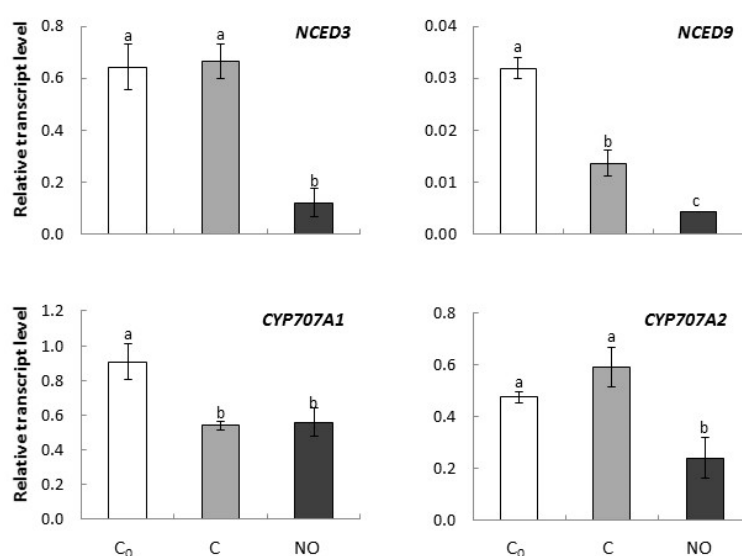 Relative transcript level
0.8
0.6
0.4
0.2
0.0
a
a
b
NCED3
0.04
0.03
0.02
0.01
0.00
a
b
c
NCED9
Relative transcript level
1.2
1.0
0.8
0.6
0.4
0.2
0.0
a
b
b
CYP707A1
C₀
C
NO
0.8
0.6
0.4
0.2
0.0
a
a
b
CYP707A2
C₀
C
NO